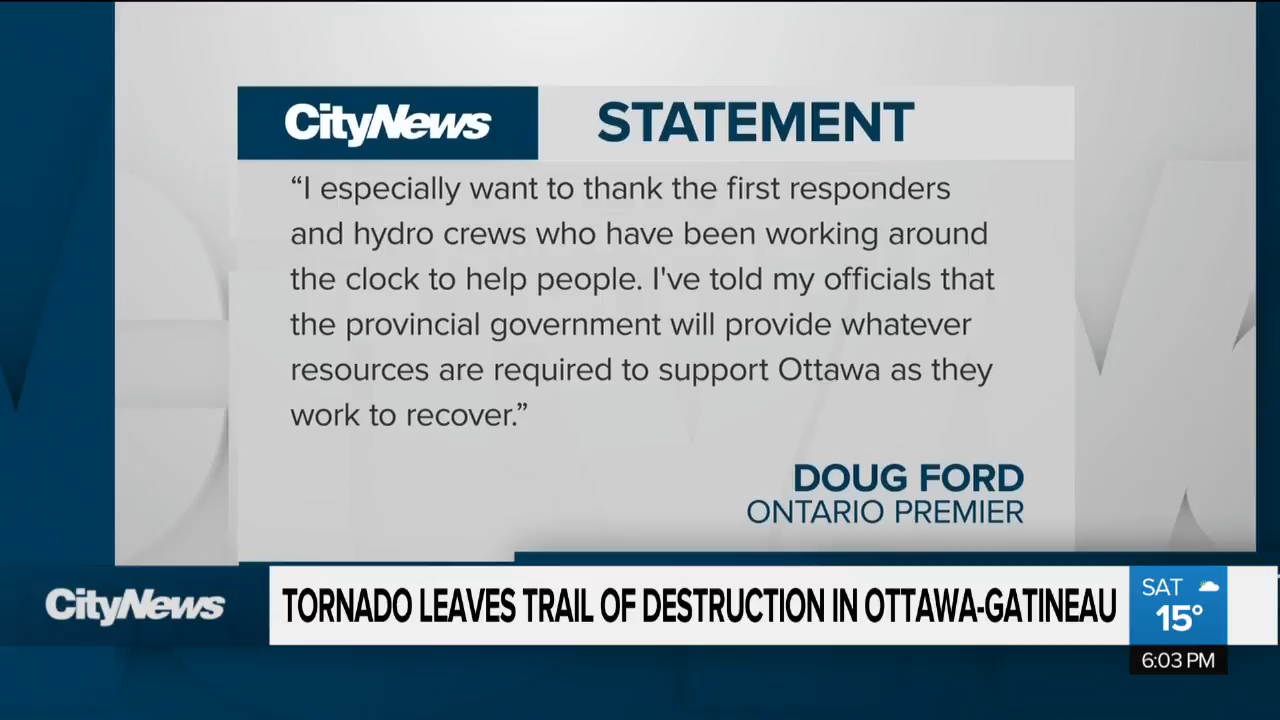 CityNews STATEMENT
“I especially want to thank the first responders
and hydro crews who have been working around
the clock to help people. I've told my officials that
the provincial government will provide whatever
resources are required to support Ottawa as they
work to recover.”
DOUG FORD
ONTARIO PREMIER
CityNews TORNADO LEAVES TRAIL OF DESTRUCTION IN OTTAWA-GATINEAU
SAT
15°
6:03 PM